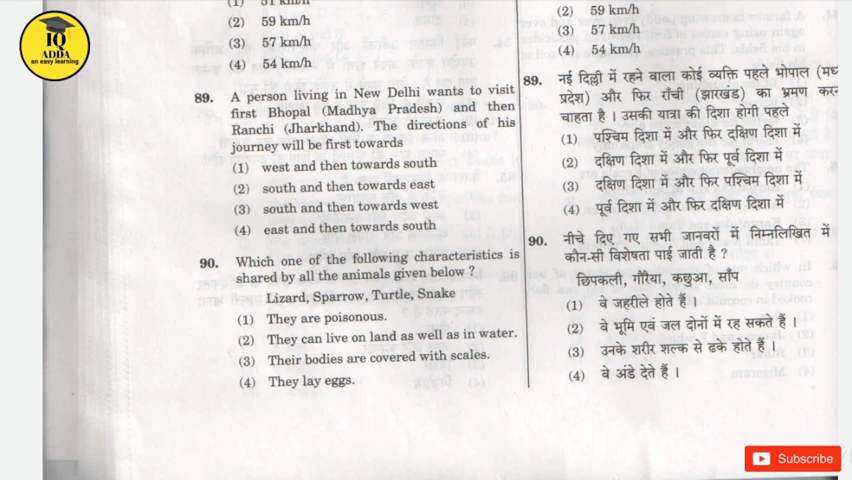 IQ
ADDA
an easy learning
(1) 51 km/h
(2) 59 km/h
(3) 57 km/h
(4) 54 km/h
89. A person living in New Delhi wants to visit
first Bhopal (Madhya Pradesh) and then
Ranchi (Jharkhand). The directions of his
journey will be first towards
(1) west and then towards south
(2) south and then towards east
(3) south and then towards west
(4) east and then towards south
90. Which one of the following characteristics is
shared by all the animals given below ?
Lizard, Sparrow, Turtle, Snake
(1) They are poisonous.
(2) They can live on land as well as in water.
(3) Their bodies are covered with scales.
(4) They lay eggs.
(2) 59 km/h
(3) 57 km/h
(4) 54 km/h
89. नई दिल्ली में रहने वाला कोई व्यक्ति पहले भोपाल (मध्य
प्रदेश) और फिर राँची (झारखंड) का भ्रमण करन
चाहता है । उसकी यात्रा की दिशा होगी पहले
(1) पश्चिम दिशा में और फिर दक्षिण दिशा में
(2) दक्षिण दिशा में और फिर पूर्व दिशा में
(3) दक्षिण दिशा में और फिर पश्चिम दिशा में
(4) पूर्व दिशा में और फिर दक्षिण दिशा में
90. नीचे दिए गए सभी जानवरों में निम्नलिखित में
कौन-सी विशेषता पाई जाती है ?
छिपकली, गौरैया, कछुआ, साँप
(1) वे जहरीले होते हैं ।
(2) वे भूमि एवं जल दोनों में रह सकते हैं ।
(3) उनके शरीर शल्क से ढके होते हैं ।
(4) वे अंडे देते हैं ।
Subscribe